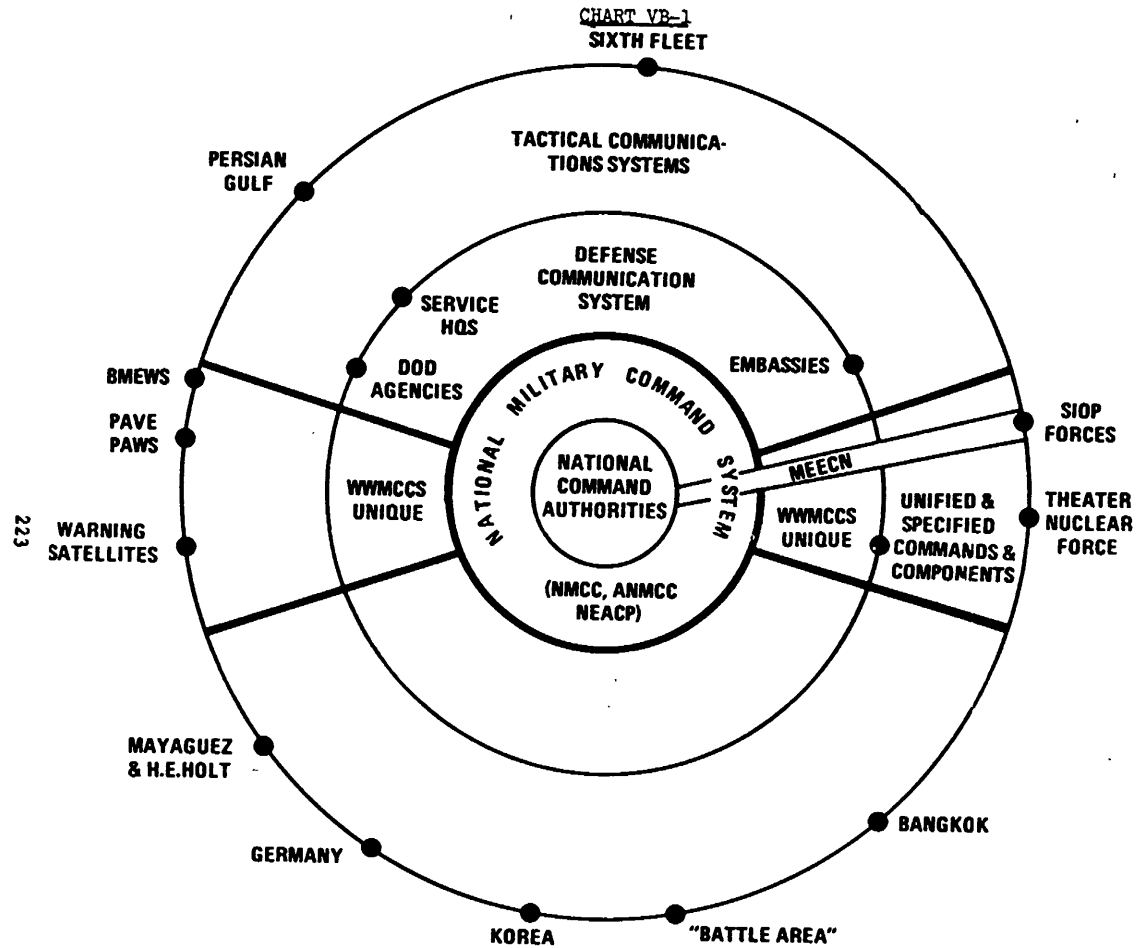 CHART VB-1
SIXTH FLEET
TACTICAL COMMUNICA-
TIONS SYSTEMS
PERSIAN
GULF
DEFENSE
COMMUNICATION
SYSTEM
SERVICE
HQS
DOD
AGENCIES
EMBASSIES
BMEWS
PAVE
PAWS
WARNING
SATELLITES
WWMCCS
UNIQUE
NATIONAL MILITARY COMMAND SYSTEM
NATIONAL
COMMAND
AUTHORITIES
(NMCC, ANMCC
NEACP)
MEECN
WWMCCS
UNIQUE
UNIFIED &
SPECIFIED
COMMANDS &
COMPONENTS
SIOP
FORCES
THEATER
NUCLEAR
FORCE
MAYAGUEZ
& H.E.HOLT
GERMANY
KOREA
"BATTLE AREA"
BANGKOK
223